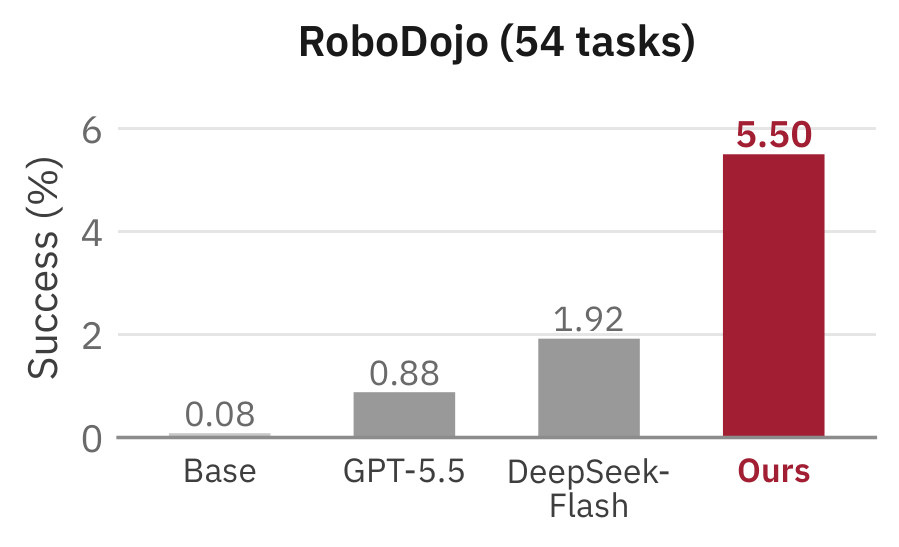 RoboDojo (54 tasks)
Success (%)
6
4
2
0
0.08
0.88
1.92
5.50
Base
GPT-5.5
DeepSeek-
Flash
Ours